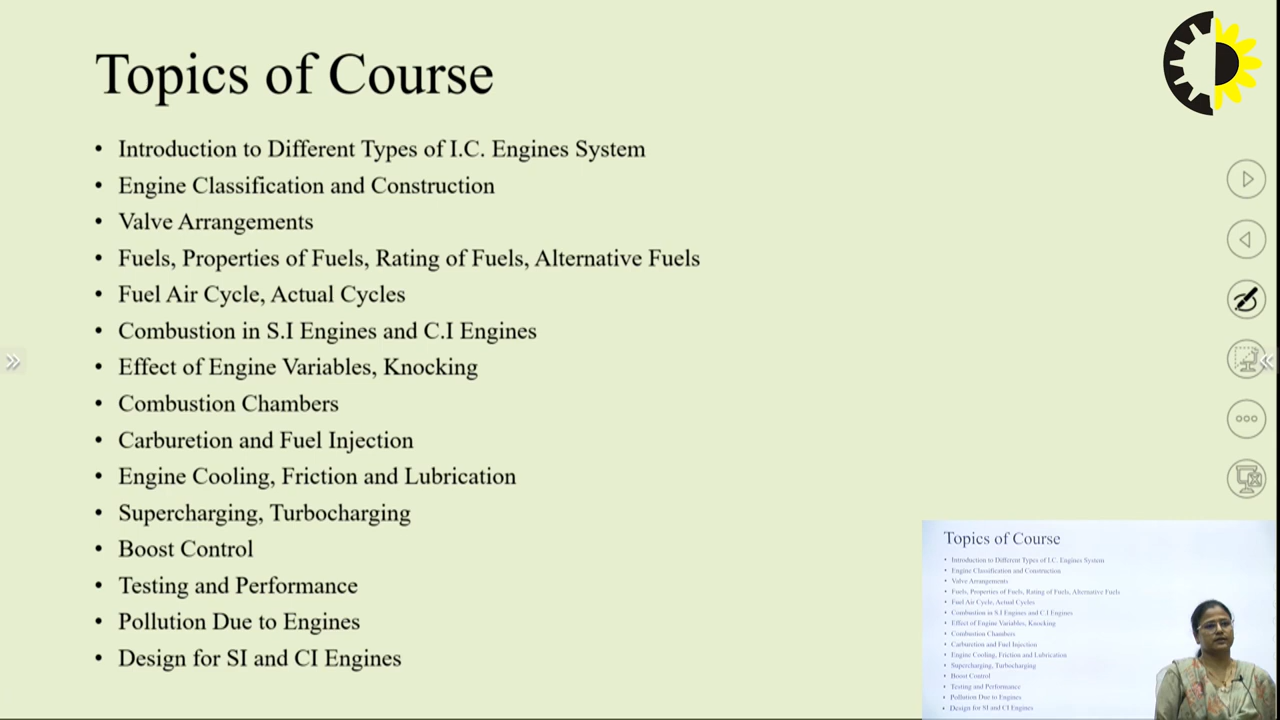 Topics of Course
• Introduction to Different Types of I.C. Engines System
• Engine Classification and Construction
• Valve Arrangements
• Fuels, Properties of Fuels, Rating of Fuels, Alternative Fuels
• Fuel Air Cycle, Actual Cycles
• Combustion in S.I Engines and C.I Engines
• Effect of Engine Variables, Knocking
• Combustion Chambers
• Carburetion and Fuel Injection
• Engine Cooling, Friction and Lubrication
• Supercharging, Turbocharging
• Boost Control
• Testing and Performance
• Pollution Due to Engines
• Design for SI and CI Engines
Topics of Course
• Introduction to Different Types of I.C. Engines System
• Engine Classification and Construction
• Valve Arrangements
• Fuels, Properties of Fuels, Rating of Fuels, Alternative Fuels
• Fuel Air Cycle, Actual Cycles
• Combustion in S.I Engines and C.I Engines
• Effect of Engine Variables, Knocking
• Combustion Chambers
• Carburetion and Fuel Injection
• Engine Cooling, Friction and Lubrication
• Supercharging, Turbocharging
• Boost Control
• Testing and Performance
• Pollution Due to Engines
• Design for SI and CI Engines